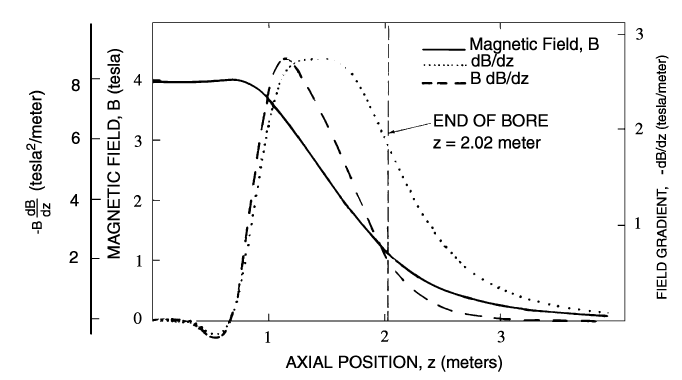 -B dB/dz (tesla²/meter)
8
6
4
2
MAGNETIC FIELD, B (tesla)
4
3
2
1
0
Magnetic Field, B
dB/dz
B dB/dz
END OF BORE
z = 2.02 meter
3
2
1
FIELD GRADIENT, -dB/dz (tesla/meter)
1
2
3
AXIAL POSITION, z (meters)